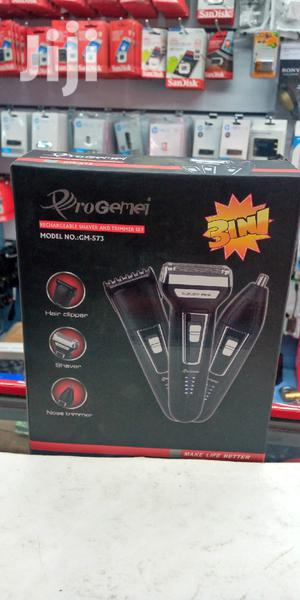 Jiji
SanDisk
SanDisk
SONY
ProGemei
3IN1
RECHARGEABLE SHAVER AND TRIMMER SET
MODEL NO.:GM-573
Hair clipper
Shaver
Nose trimmer
MAKE LIFE BETTER